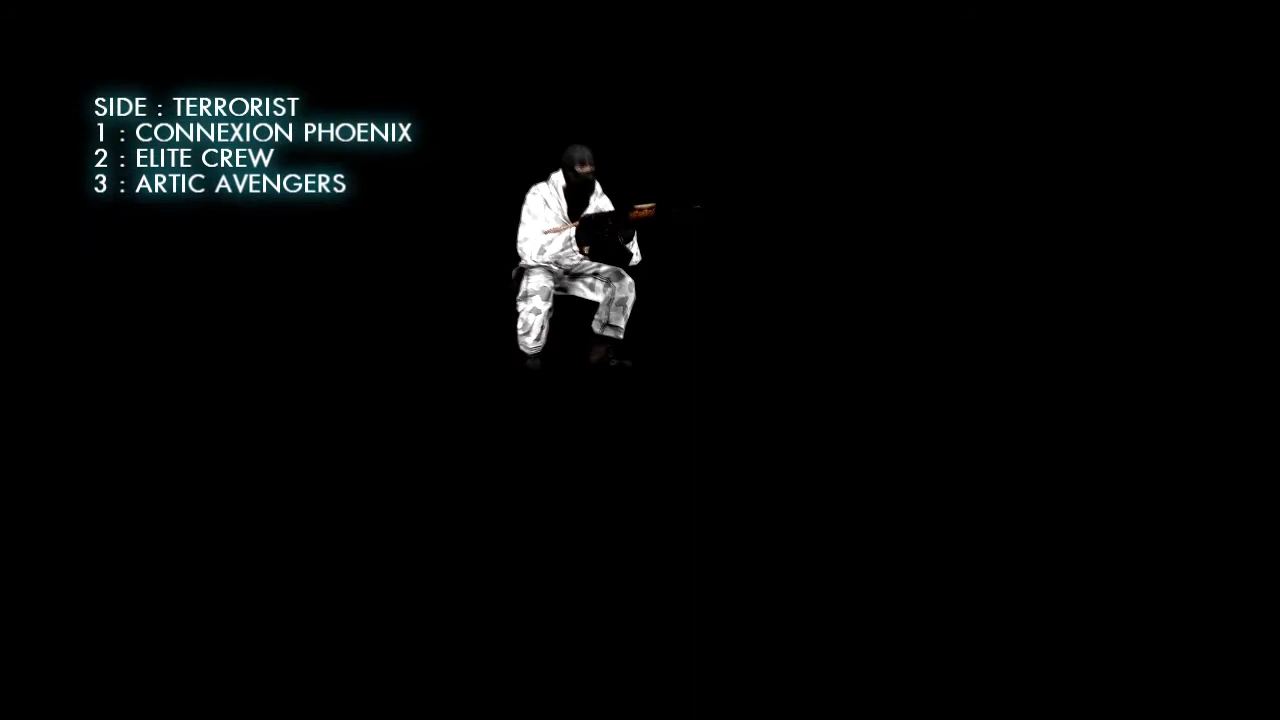 SIDE : TERRORIST
1 : CONNEXION PHOENIX
2 : ELITE CREW
3 : ARTIC AVENGERS